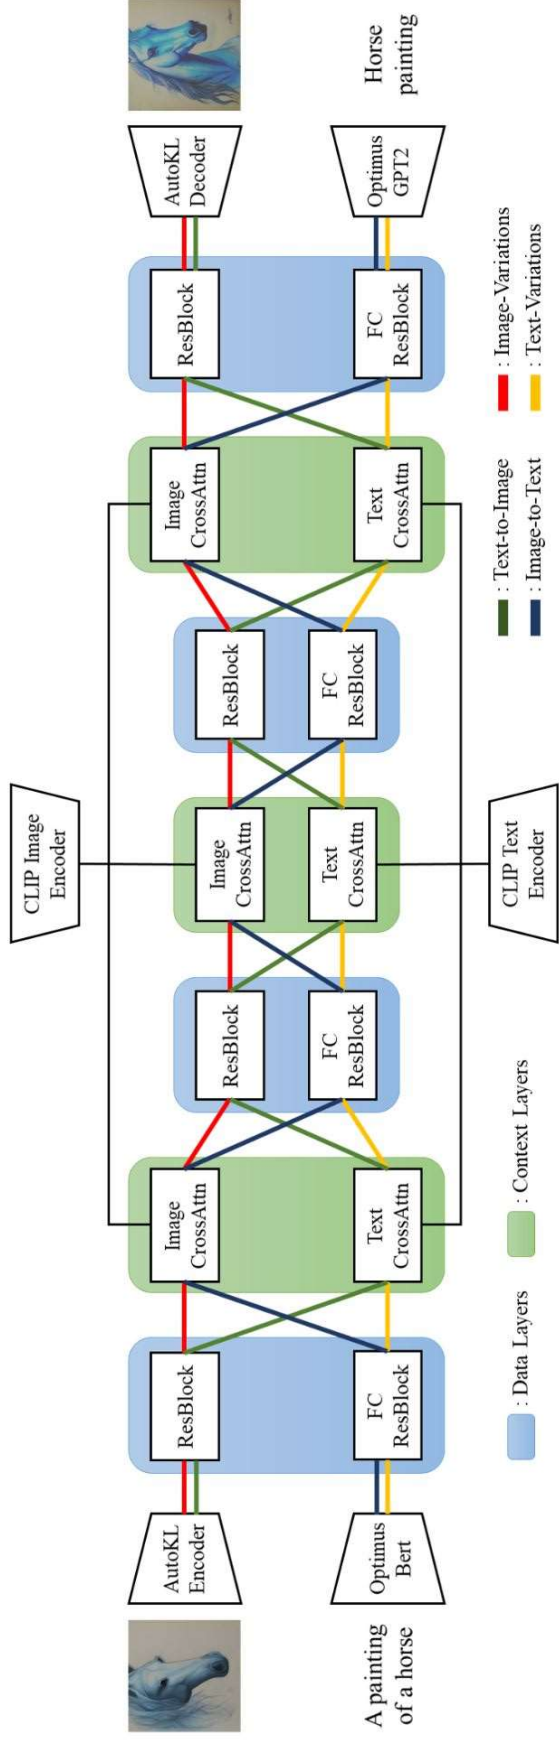 CLIP Image
Encoder
AutoKL
Encoder
ResBlock
Image
CrossAttn
ResBlock
Image
CrossAttn
ResBlock
Image
CrossAttn
ResBlock
AutoKL
Decoder
A painting
of a horse
Optimus
Bert
FC
ResBlock
Text
CrossAttn
FC
ResBlock
Text
CrossAttn
FC
ResBlock
Text
CrossAttn
FC
ResBlock
Optimus
GPT2
Horse
painting
CLIP Text
Encoder
: Data Layers
: Context Layers
: Text-to-Image
: Image-Variations
: Image-to-Text
: Text-Variations